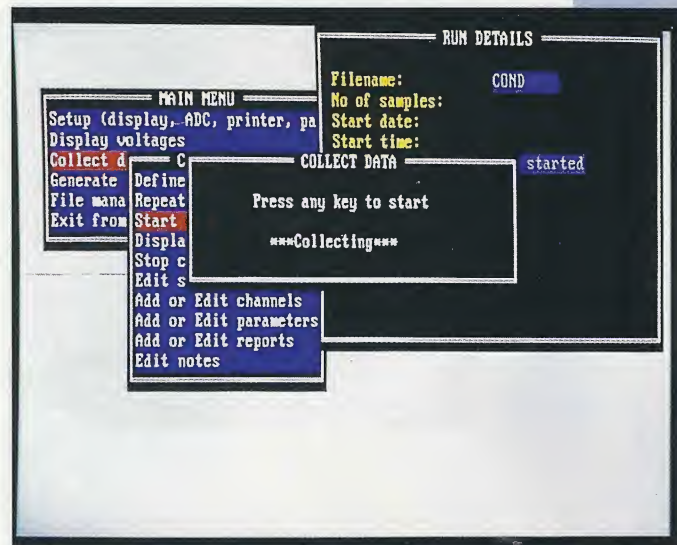 RUN DETAILS
Filename: COND
No of samples:
Start date:
Start time:
started
MAIN MENU
Setup (display, ADC, printer, pa
Display voltages
Collect d
Generate
File mana
Exit from
C
Define
Repeat
Start
Displa
Stop c
Edit s
Add or Edit channels
Add or Edit parameters
Add or Edit reports
Edit notes
COLLECT DATA
Press any key to start
***Collecting***